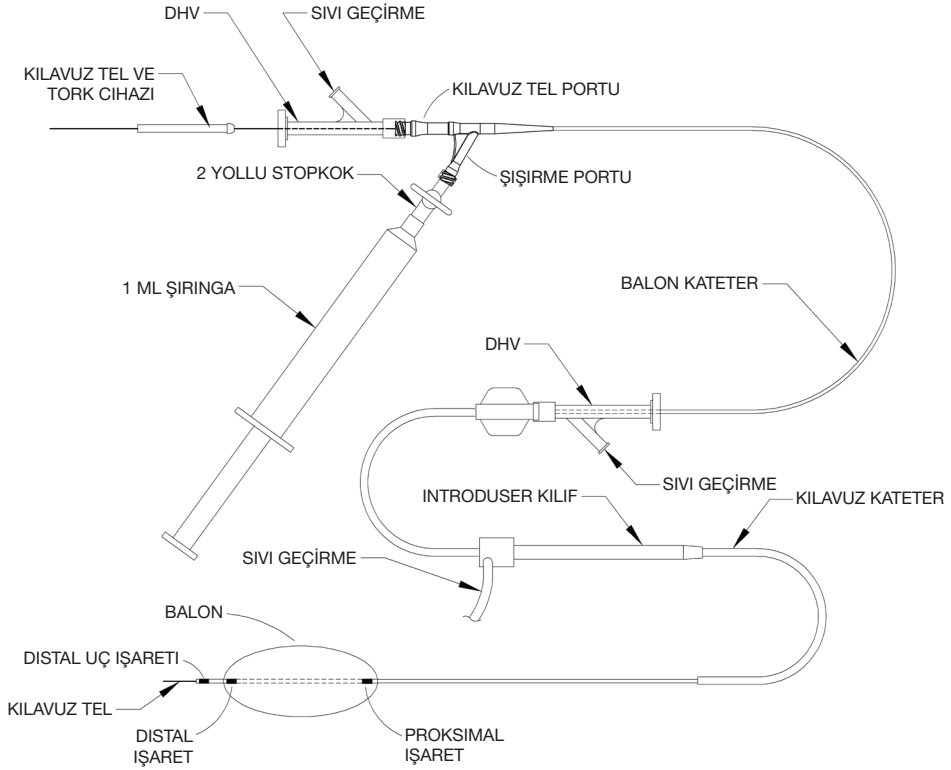 DHV
SIVI GEÇİRME
KILAVUZ TEL VE
TORK CIHAZI
KILAVUZ TEL PORTU
2 YOLLU STOPKOK
ŞIŞIRME PORTU
1 ML ŞIRINGA
BALON KATETER
DHV
SIVI GEÇİRME
INTRODUSER KILIF
KILAVUZ KATETER
SIVI GEÇİRME
BALON
DISTAL UÇ IŞARETI
KILAVUZ TEL
DISTAL
IŞARET
PROKSIMAL
IŞARET